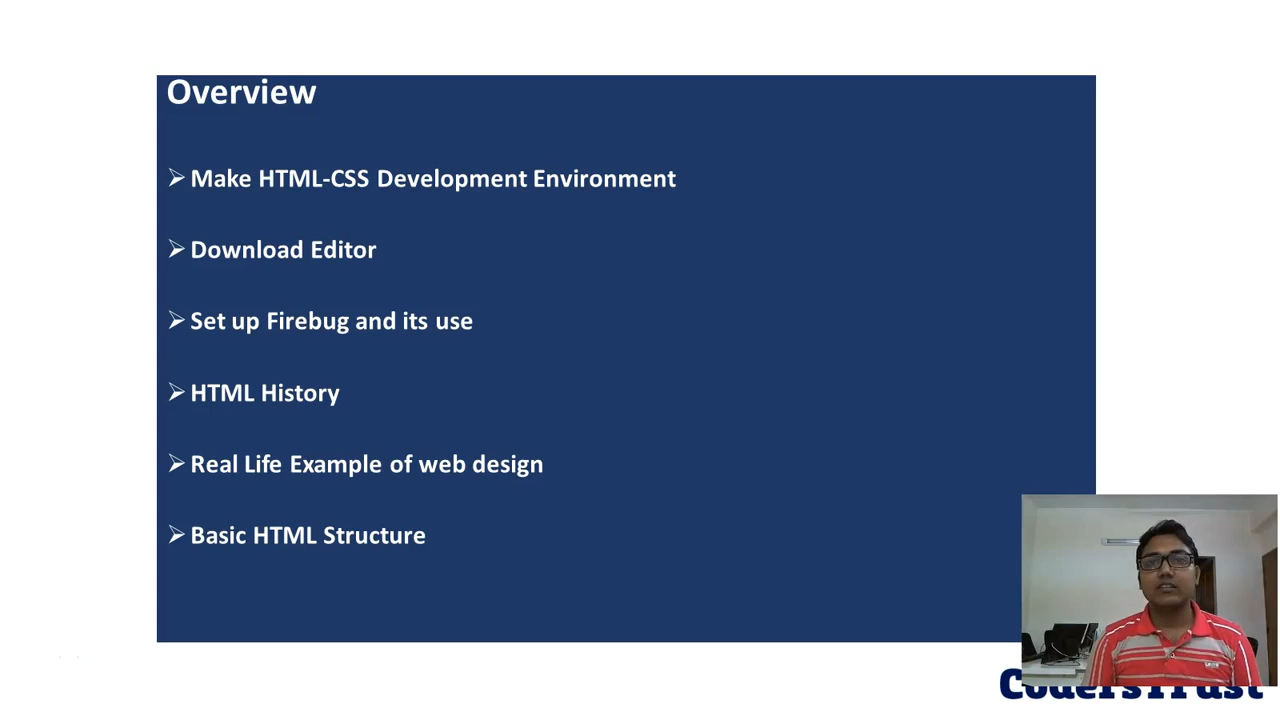 Overview
➢ Make HTML-CSS Development Environment
➢ Download Editor
➢ Set up Firebug and its use
➢ HTML History
➢ Real Life Example of web design
➢ Basic HTML Structure
CodersTrust